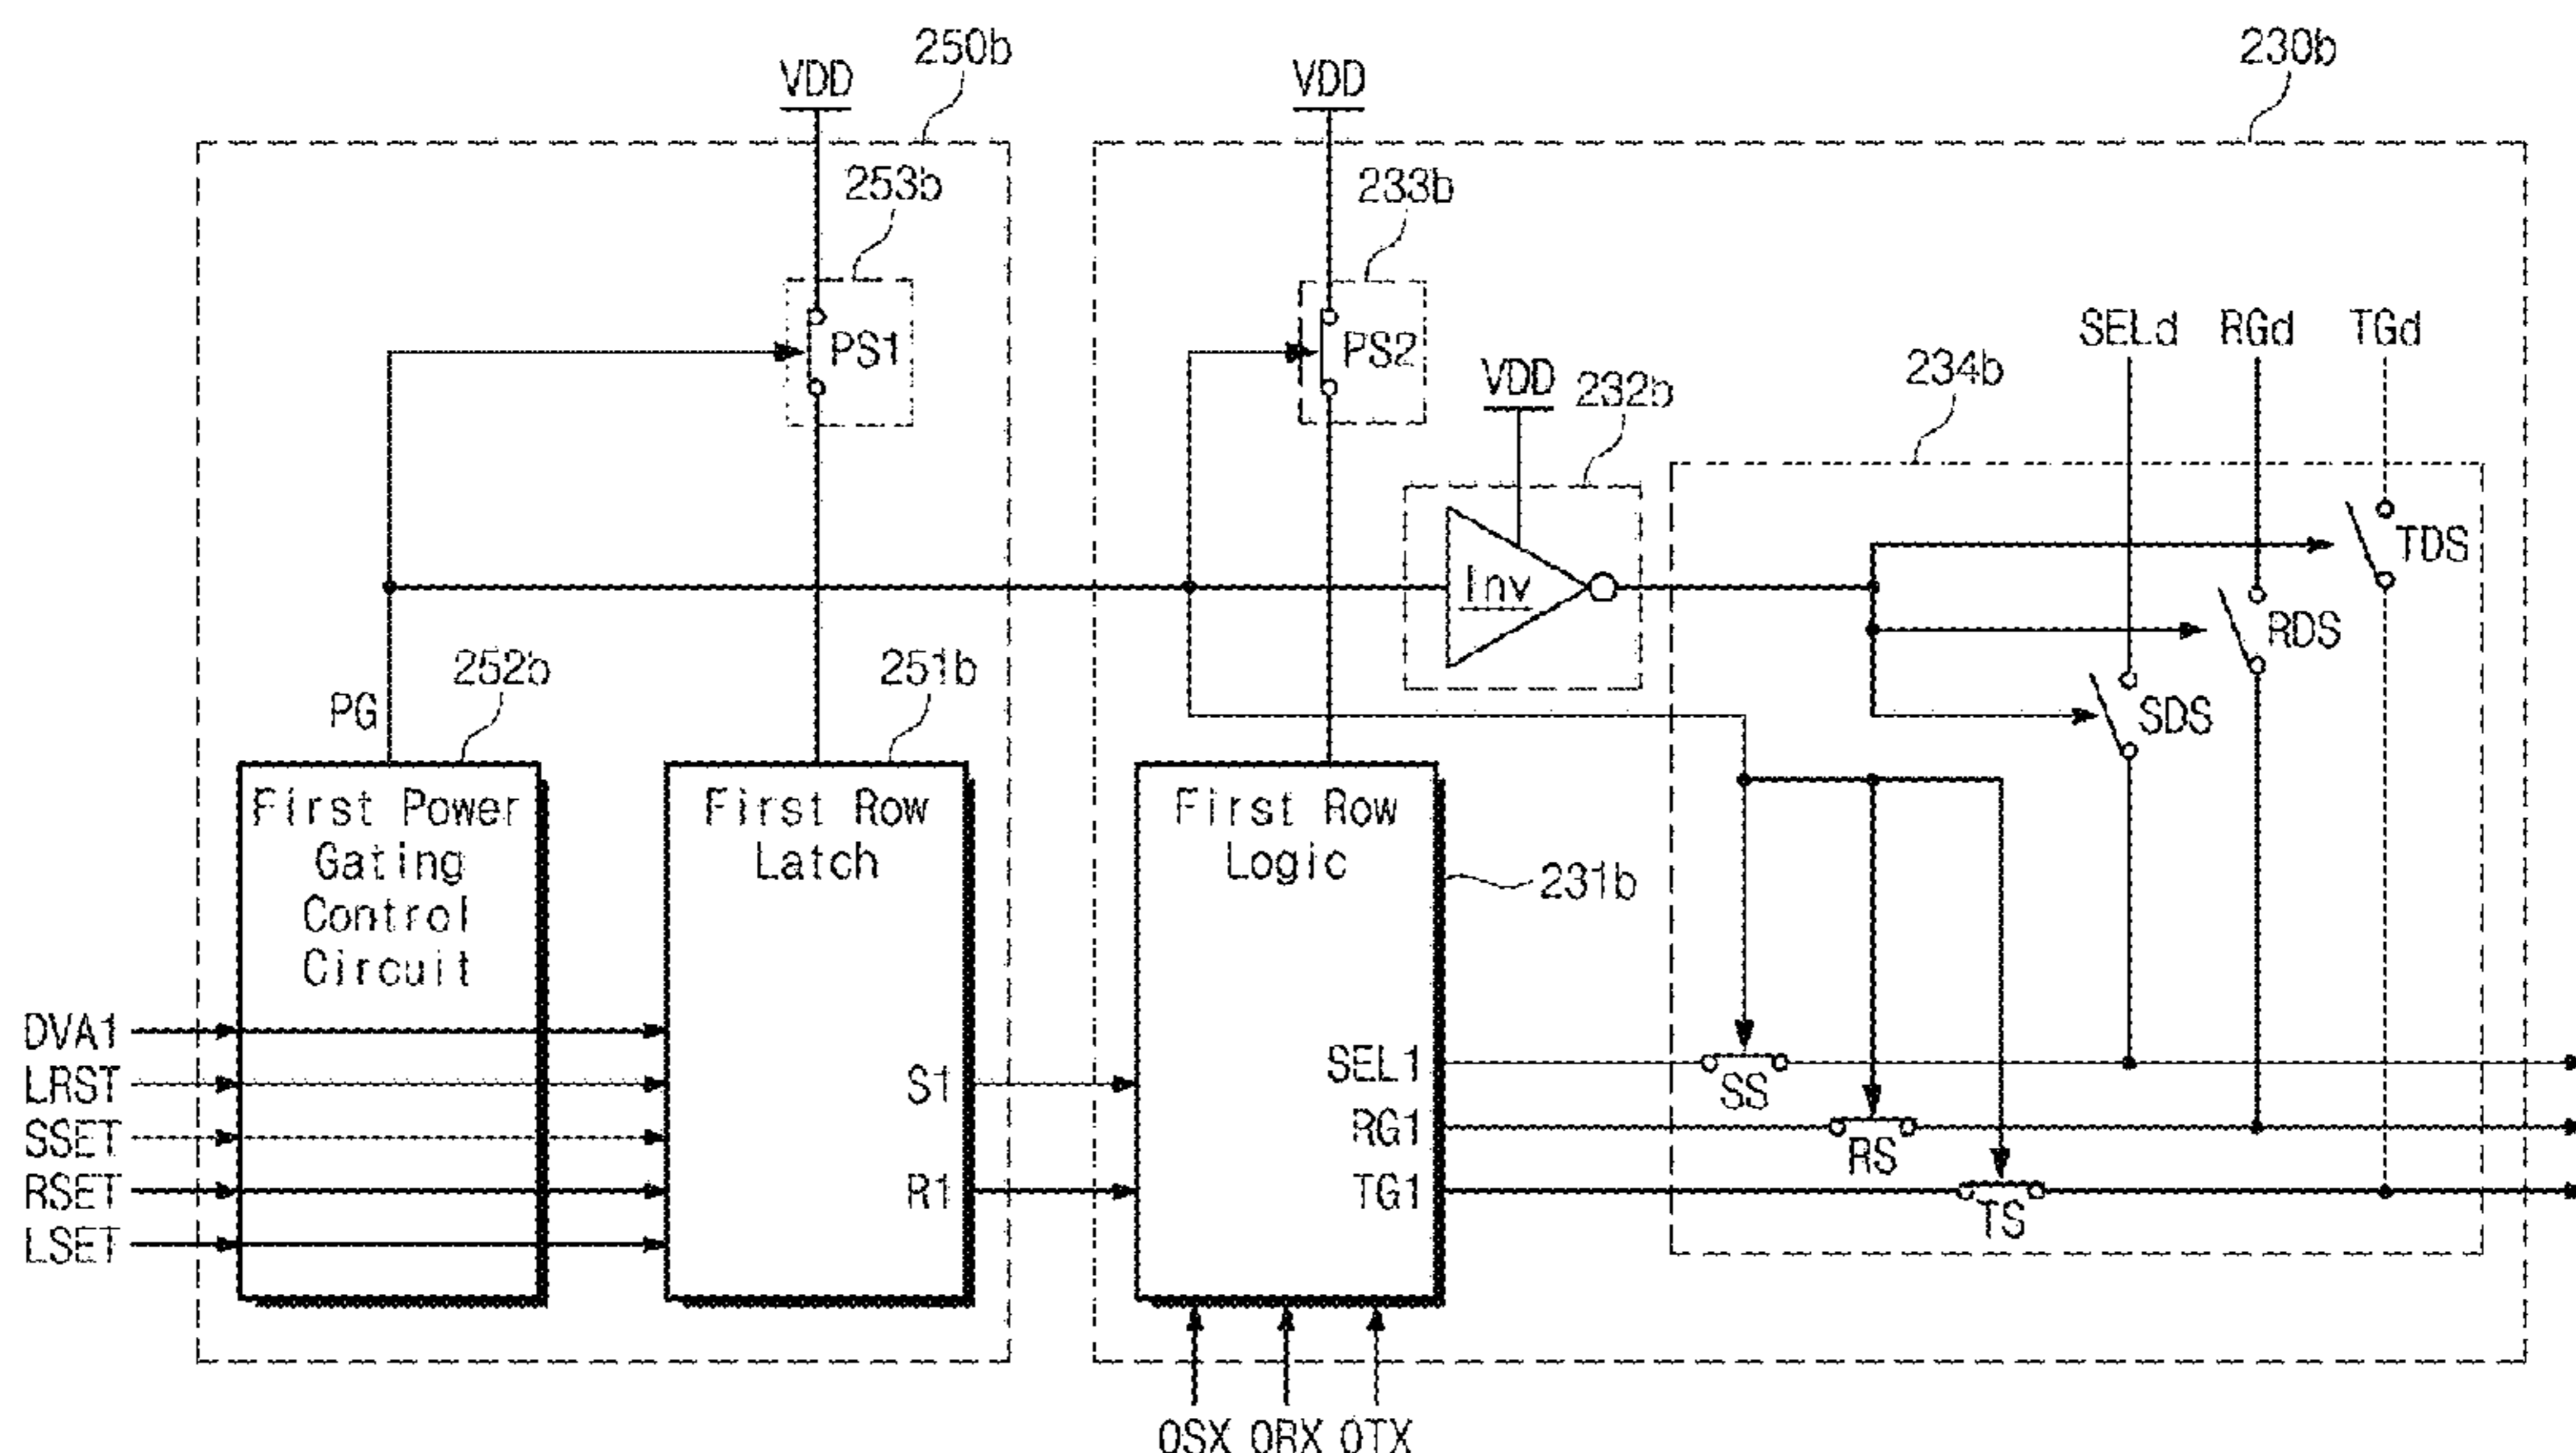 250b
230b
VDD
VDD
253b
233b
PS1
PS2
SELd
RGd
TGd
VDD
232b
234b
TDS
Inv
RDS
SDS
PG
252b
251b
First Power
Gating
Control
Circuit
First Row
Latch
First Row
Logic
231b
DVA1
LRST
SSET
RSET
LSET
S1
R1
SEL1
RG1
TG1
SS
RS
TS
OSX
ORX
OTX